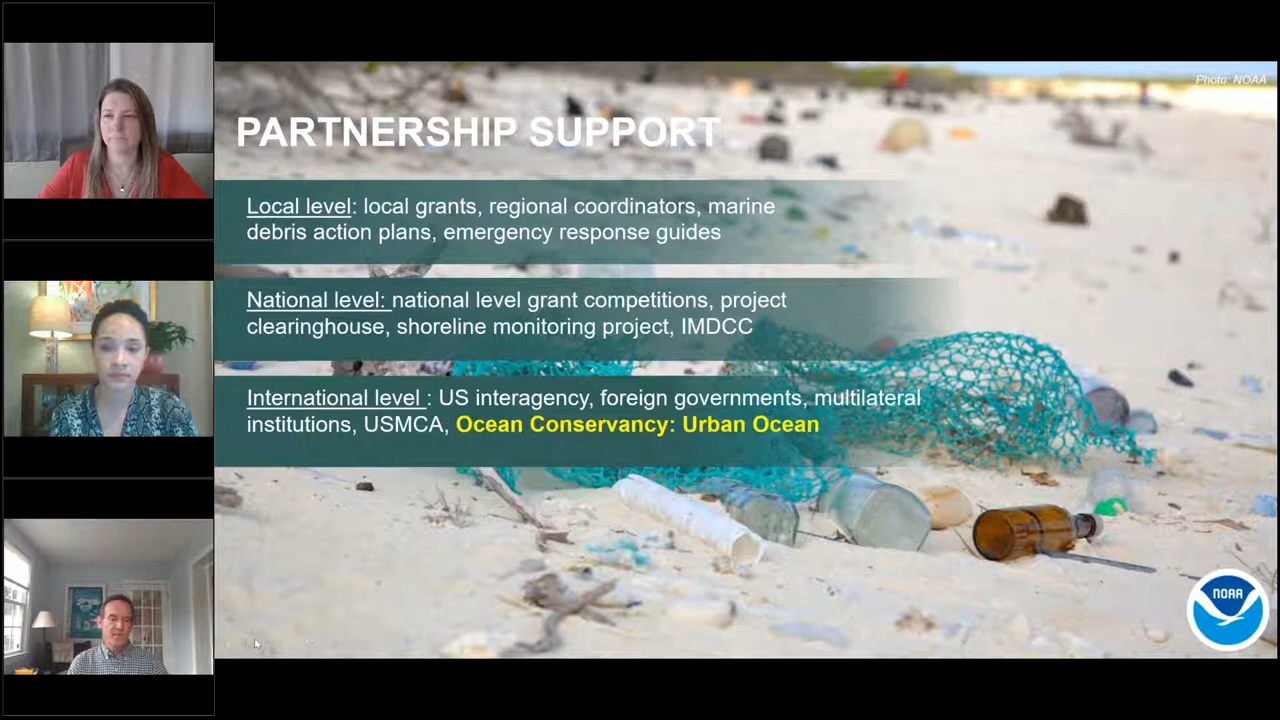 Photo: NOAA
PARTNERSHIP SUPPORT
Local level: local grants, regional coordinators, marine
debris action plans, emergency response guides
National level: national level grant competitions, project
clearinghouse, shoreline monitoring project, IMDCC
International level : US interagency, foreign governments, multilateral
institutions, USMCA, Ocean Conservancy: Urban Ocean
NOAA